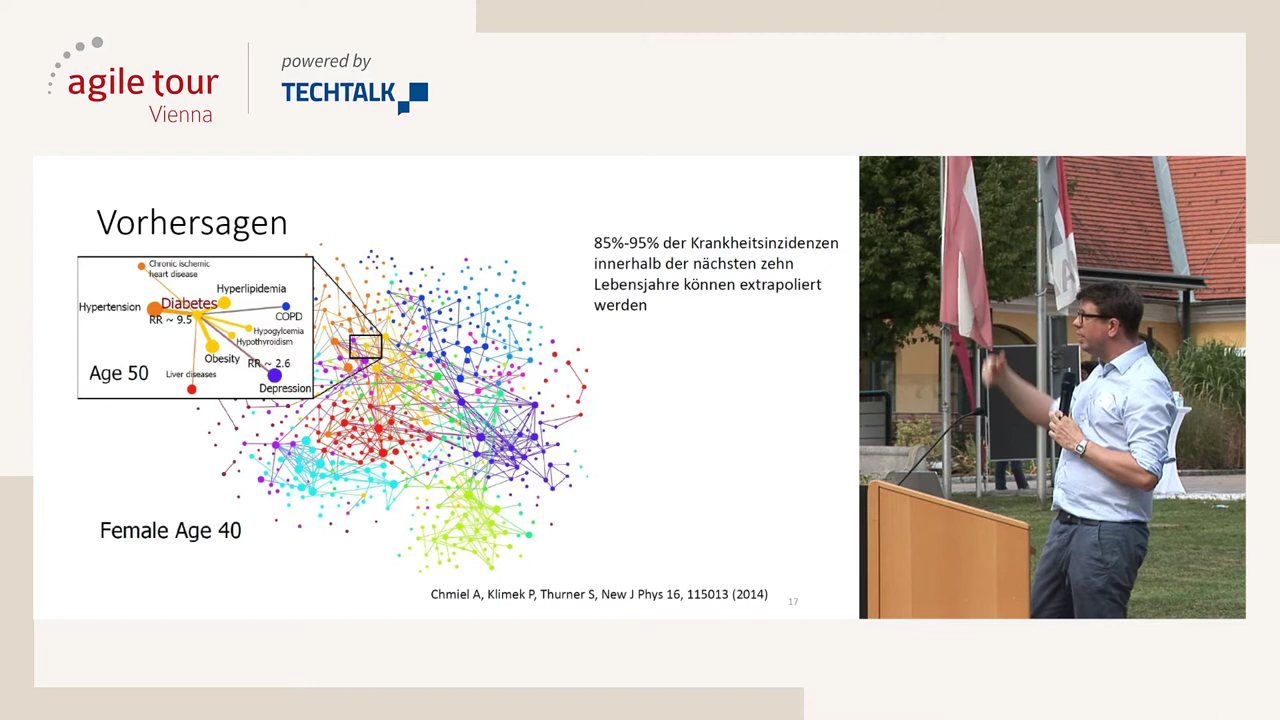 agile tour
Vienna
powered by
TECHTALK
Vorhersagen
85%-95% der Krankheitsinzidenzen
innerhalb der nächsten zehn
Lebensjahre können extrapoliert
werden
Chronic ischemic
heart disease
Hyperlipidemia
Hypertension
Diabetes
RR ~ 9.5
COPD
Hypogylcemia
Hypothyroidism
Obesity
RR ~ 2.6
Age 50
Liver diseases
Depression
Female Age 40
Chmiel A, Klimek P, Thurner S, New J Phys 16, 115013 (2014)
17